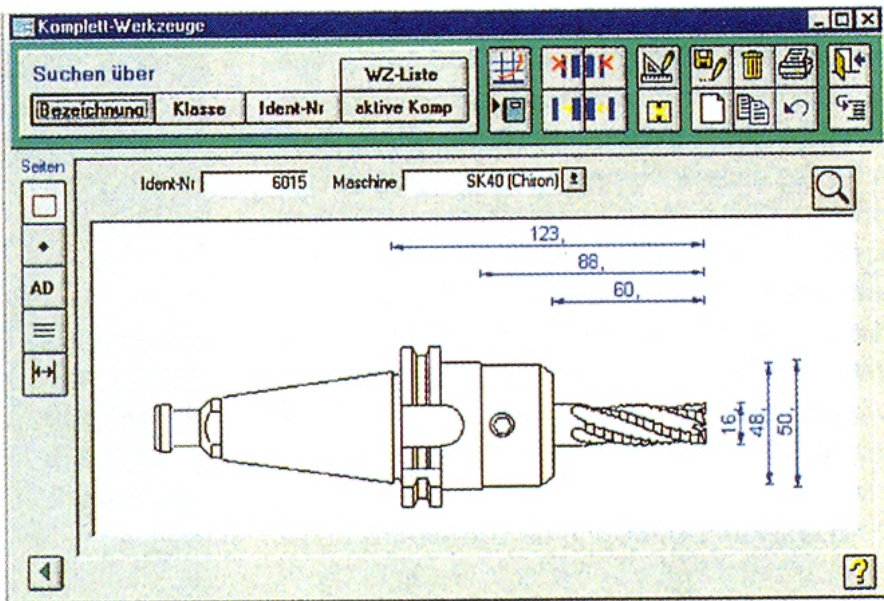 Komplett-Werkzeuge
Suchen über
WZ-Liste
Bezeichnung Klasse Ident-Nr aktive Komp
Seiten
Ident-Nr 6015 Maschine SK40 (Chiron)
AD
123,
88,
60,
16,
48,
50,
?